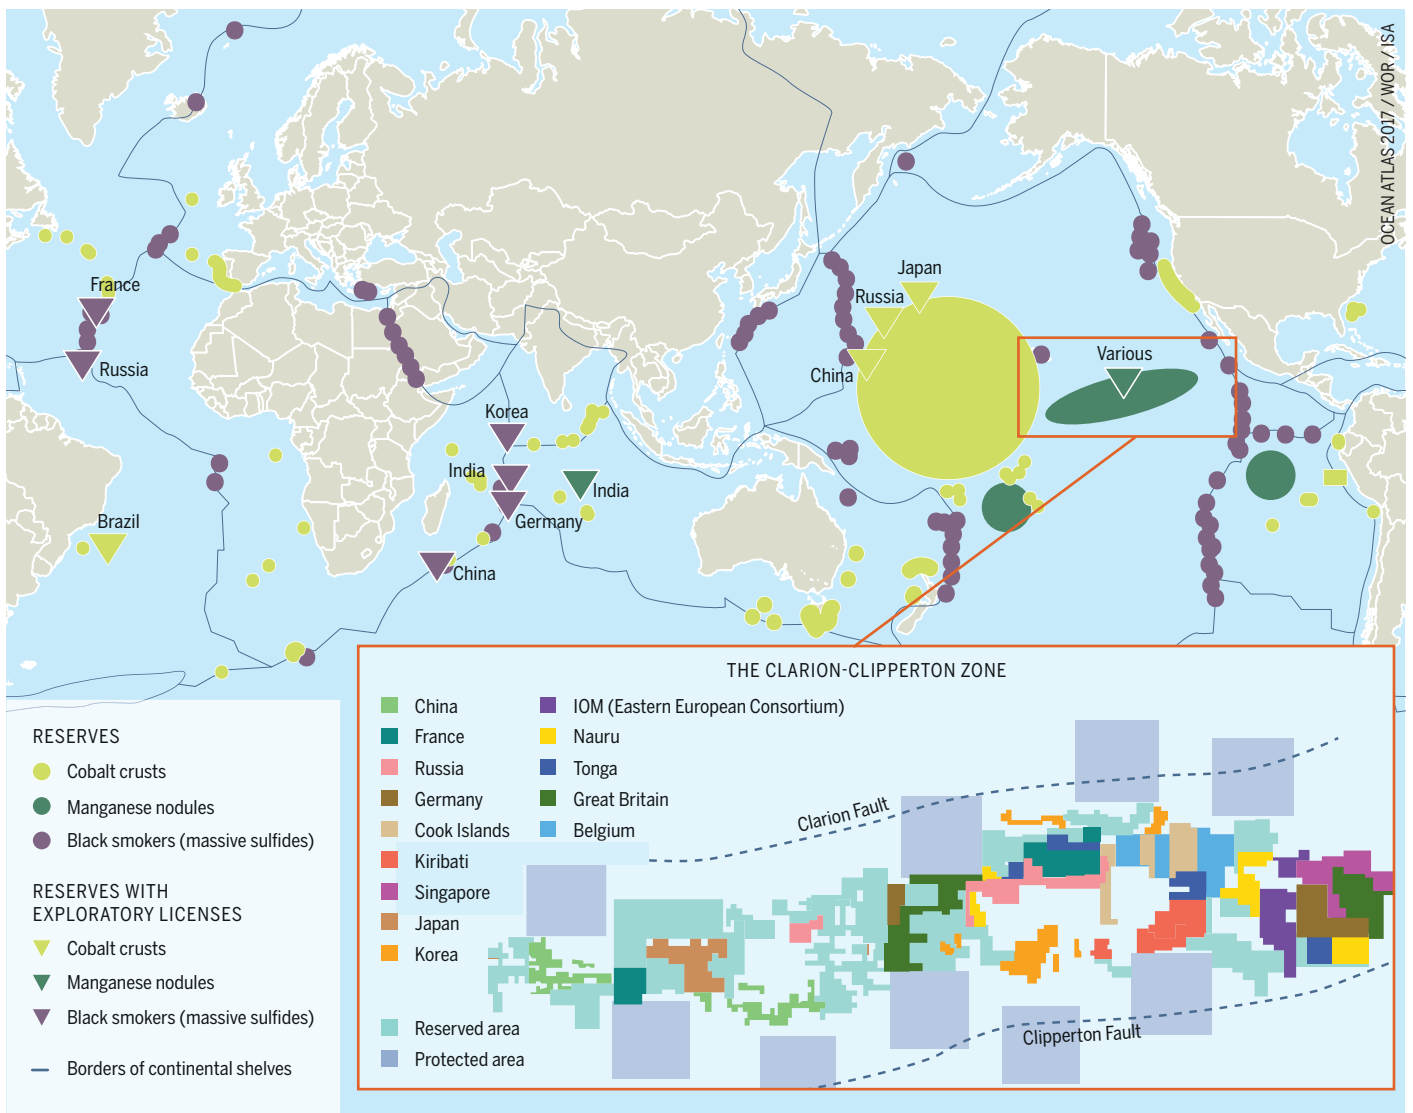 OCEAN ATLAS 2017 / WOR / ISA
France
Russia
Brazil
Korea
India
India
Germany
China
Japan
Russia
China
Various
RESERVES
Cobalt crusts
Manganese nodules
Black smokers (massive sulfides)
RESERVES WITH
EXPLORATORY LICENSES
Cobalt crusts
Manganese nodules
Black smokers (massive sulfides)
Borders of continental shelves
THE CLARION-CLIPPERTON ZONE
China
France
Russia
Germany
Cook Islands
Kiribati
Singapore
Japan
Korea
Reserved area
Protected area
IOM (Eastern European Consortium)
Nauru
Tonga
Great Britain
Belgium
Clarion Fault
Clipperton Fault